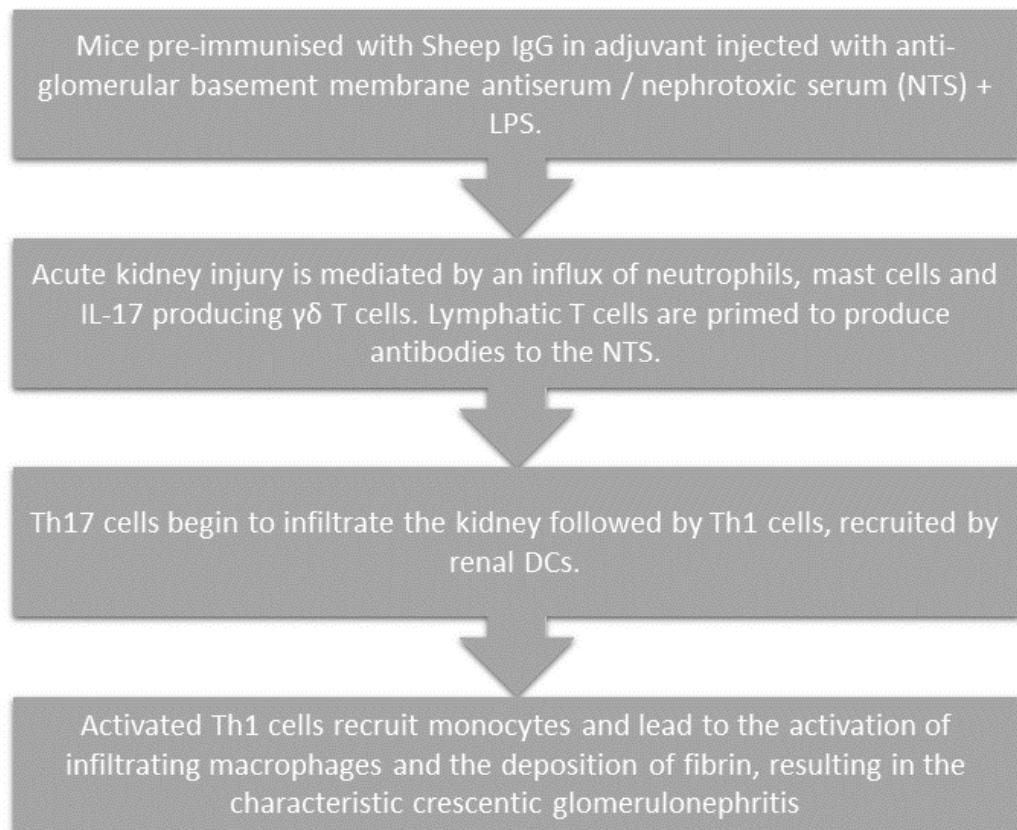 Mice pre-immunised with Sheep IgG in adjuvant injected with anti-
glomerular basement membrane antiserum / nephrotoxic serum (NTS) +
LPS.
Acute kidney injury is mediated by an influx of neutrophils, mast cells and
IL-17 producing γδ T cells. Lymphatic T cells are primed to produce
antibodies to the NTS.
Th17 cells begin to infiltrate the kidney followed by Th1 cells, recruited by
renal DCs.
Activated Th1 cells recruit monocytes and lead to the activation of
infiltrating macrophages and the deposition of fibrin, resulting in the
characteristic crescentic glomerulonephritis